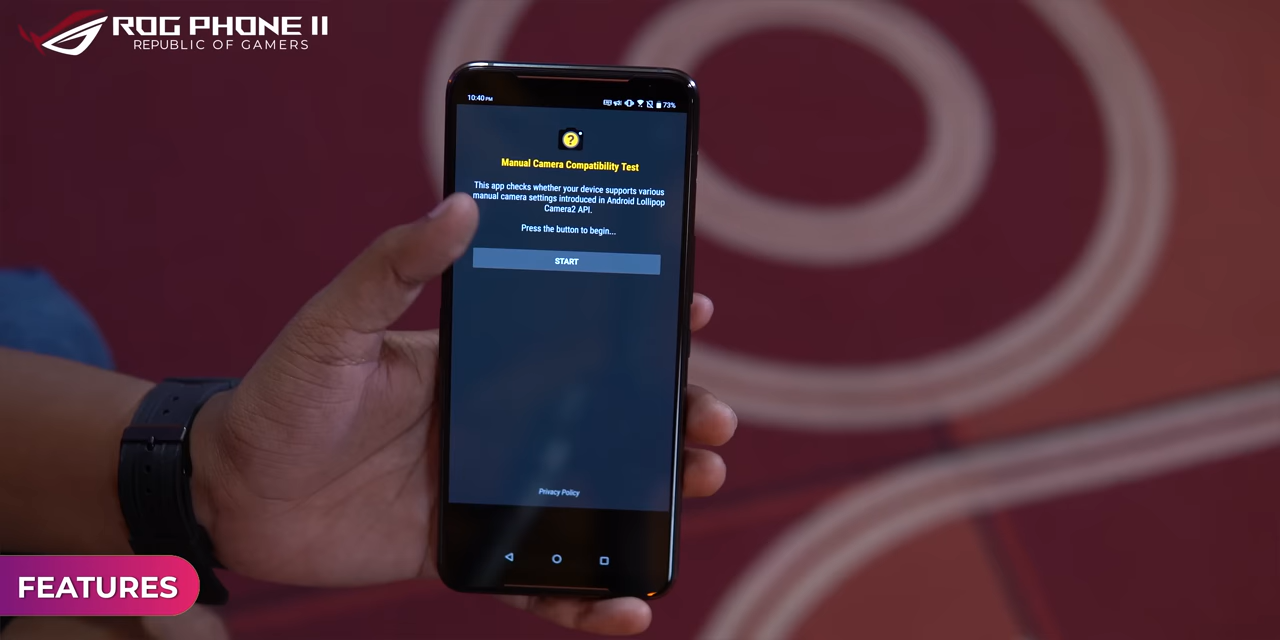 ROG PHONE II
REPUBLIC OF GAMERS
10:40 PM
73%
?
Manual Camera Compatibility Test
This app checks whether your device supports various
manual camera settings introduced in Android Lollipop
Camera2 API.
Press the button to begin...
START
Privacy Policy
FEATURES